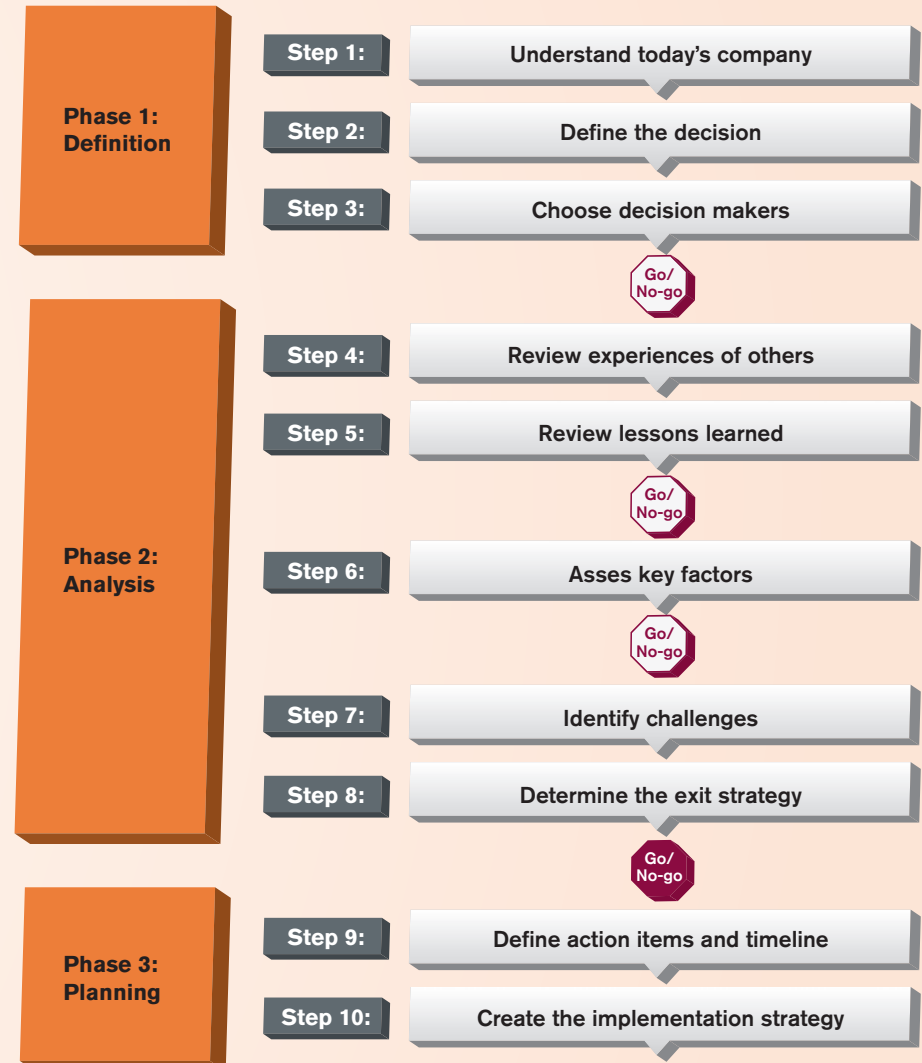 Phase 1:
Definition
Step 1:
Understand today's company
Step 2:
Define the decision
Step 3:
Choose decision makers
Go/
No-go
Phase 2:
Analysis
Step 4:
Review experiences of others
Step 5:
Review lessons learned
Go/
No-go
Step 6:
Asses key factors
Go/
No-go
Step 7:
Identify challenges
Step 8:
Determine the exit strategy
Go/
No-go
Phase 3:
Planning
Step 9:
Define action items and timeline
Step 10:
Create the implementation strategy